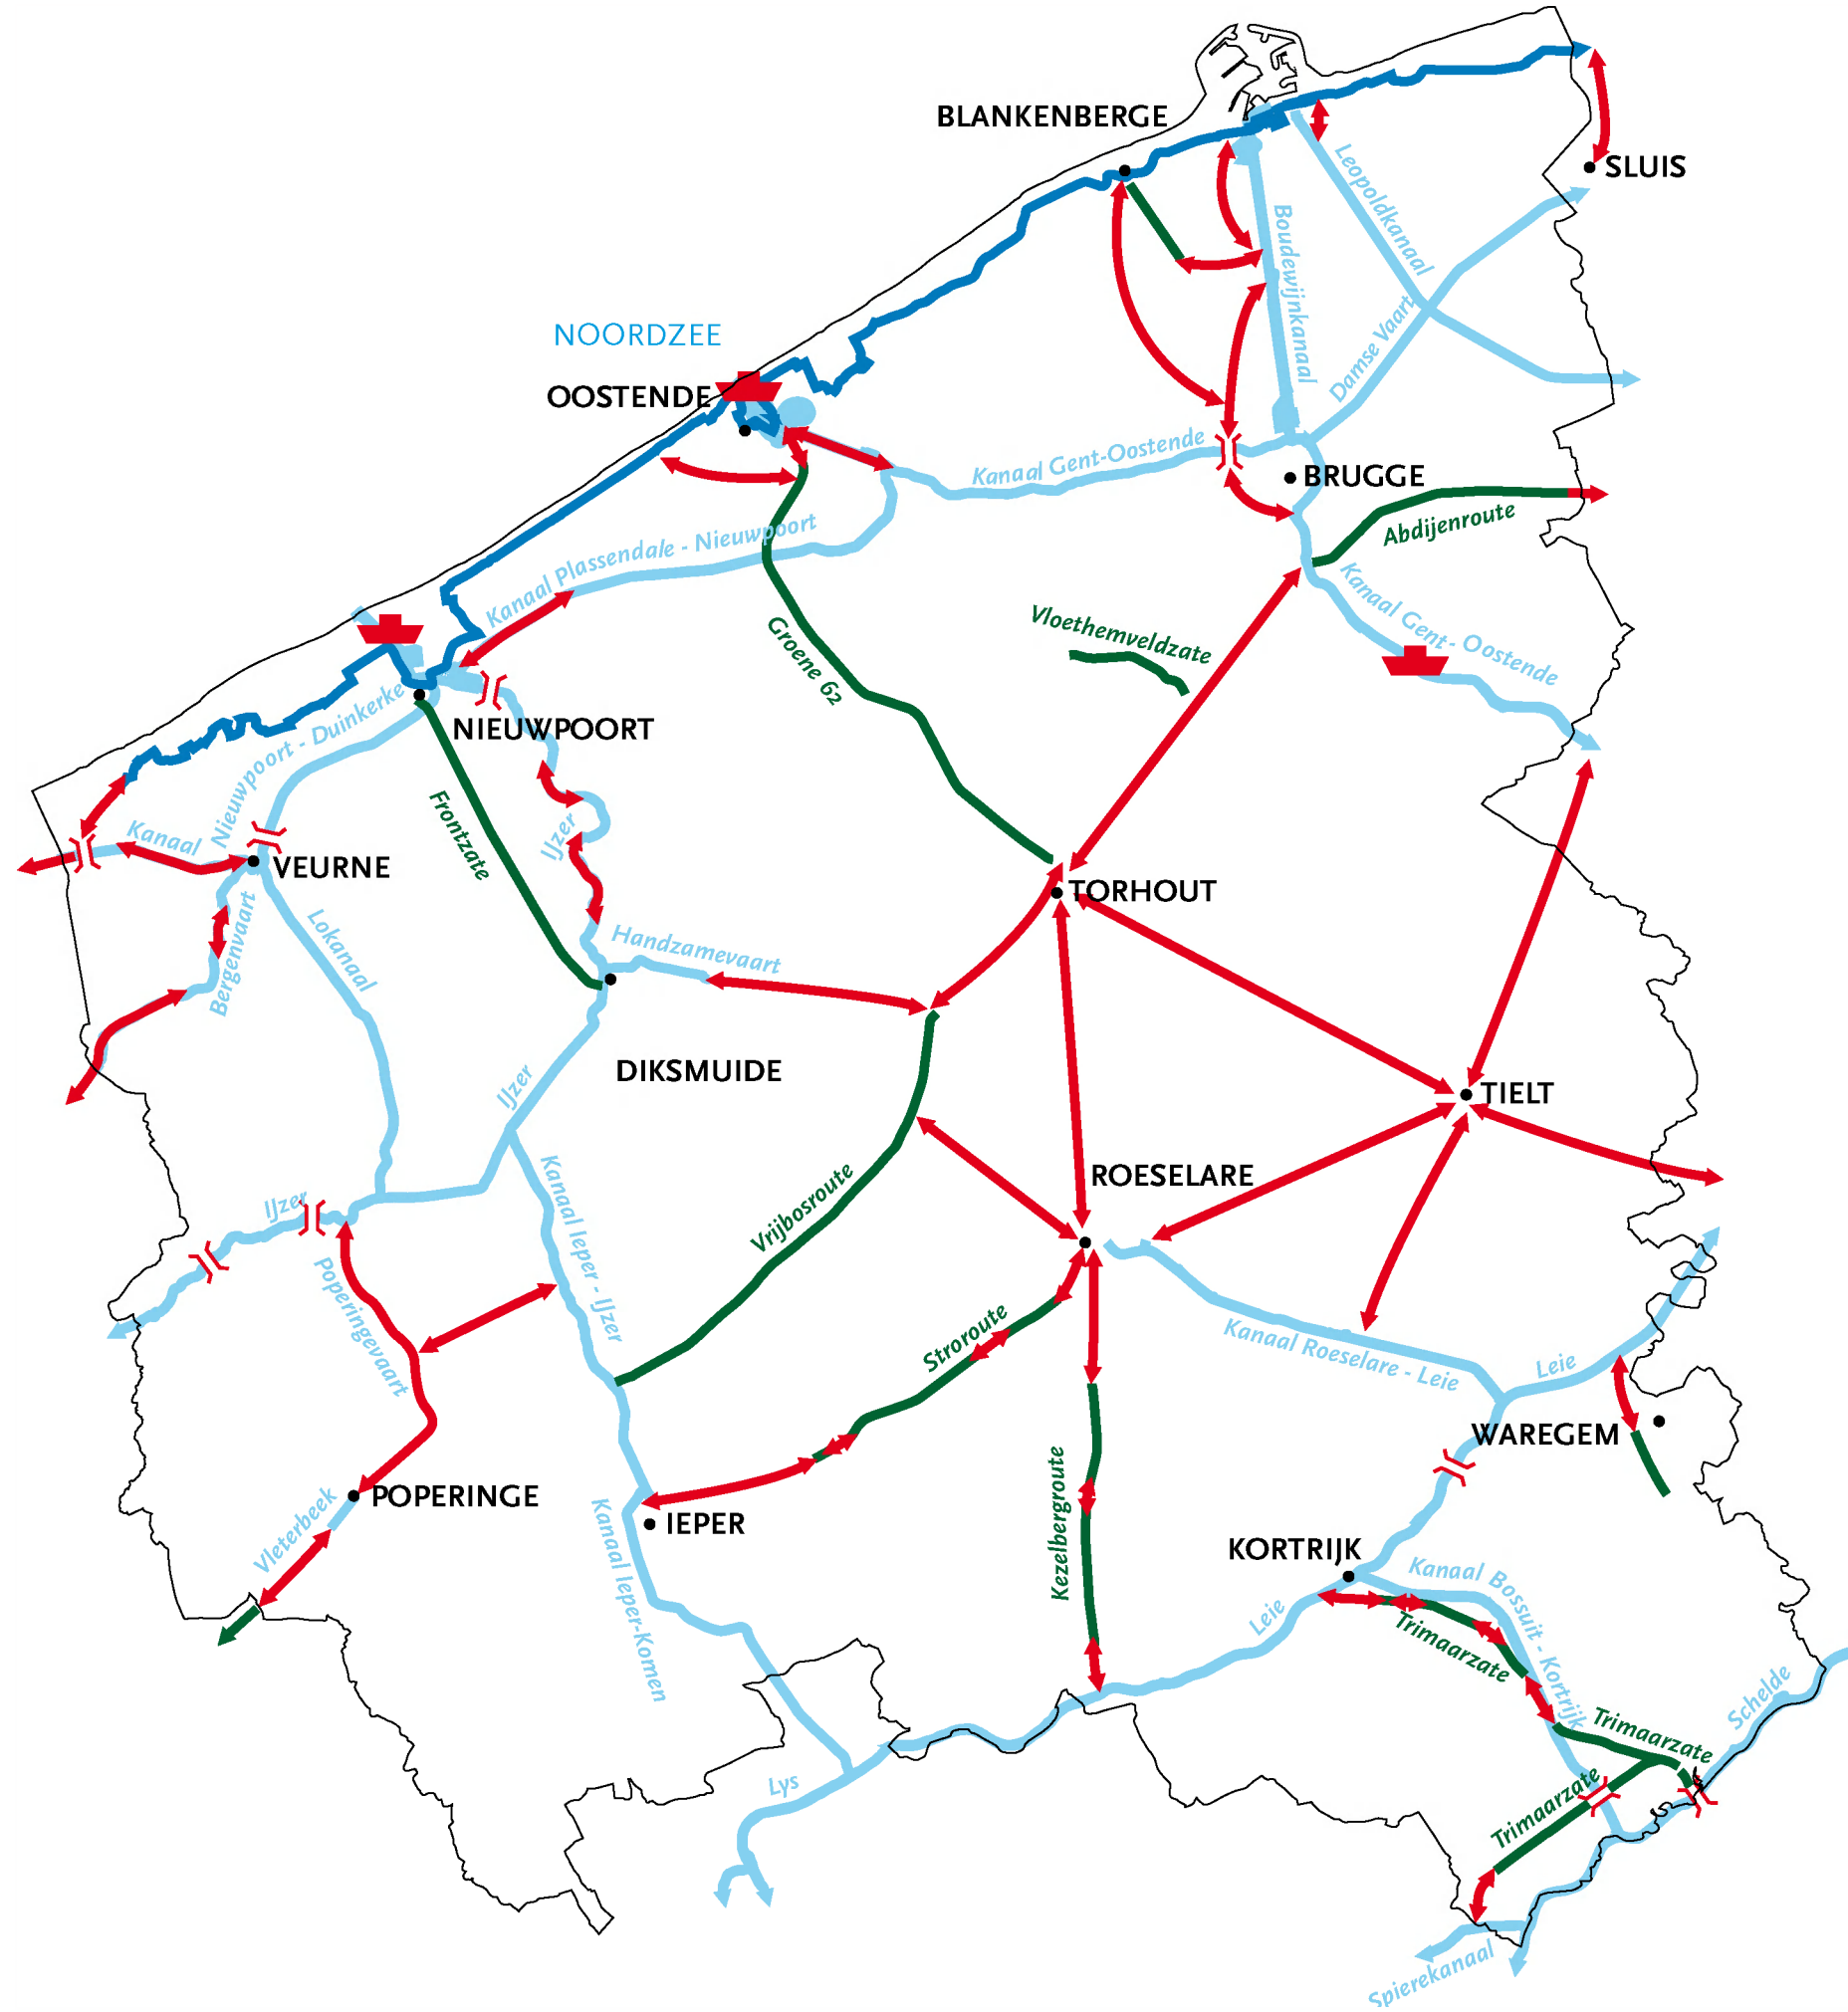 BLANKENBERGE
SLUIS
Leopoldkanaal
Boudewijnkanaal
Damse Vaart
NOORDZEE
OOSTENDE
Kanaal Gent-Oostende
BRUGGE
Abdijenroute
Kanaal Plassendale - Nieuwpoort
Kanaal Gent - Oostende
Vloethemveldzate
Groene 62
NIEUWPOORT
Nieuwpoort - Duinkerke
Kanaal
Frontzate
IJzer
VEURNE
TORHOUT
Bergenvaart
Lokanaal
Handzamevaart
DIKSMUIDE
IJzer
TIELT
ROESELARE
Kanaal Ieper - IJzer
Vrijbosroute
IJzer
Poperingevaart
Stroroute
Kanaal Roeselare - Leie
Leie
WAREGEM
Kezelbergroute
POPERINGE
Vleterbeek
IEPER
Kanaal Ieper-Komen
KORTRIJK
Kanaal Bossuit - Kortrijk
Leie
Trimaarzate
Trimaarzate
Schelde
Lys
Trimaarzate
Spierekanaal